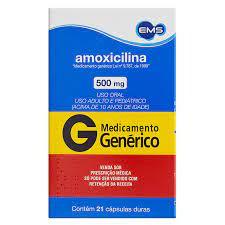 EMS
amoxicilina
"Medicamento genérico Lei nº 9.787, de 1999"
500 mg
USO ORAL
USO ADULTO E PEDIÁTRICO
(ACIMA DE 10 ANOS DE IDADE)
G Medicamento
Genérico
VENDA SOB
PRESCRIÇÃO MÉDICA
SÓ PODE SER VENDIDO COM
RETENÇÃO DA RECEITA
Contém 21 cápsulas duras